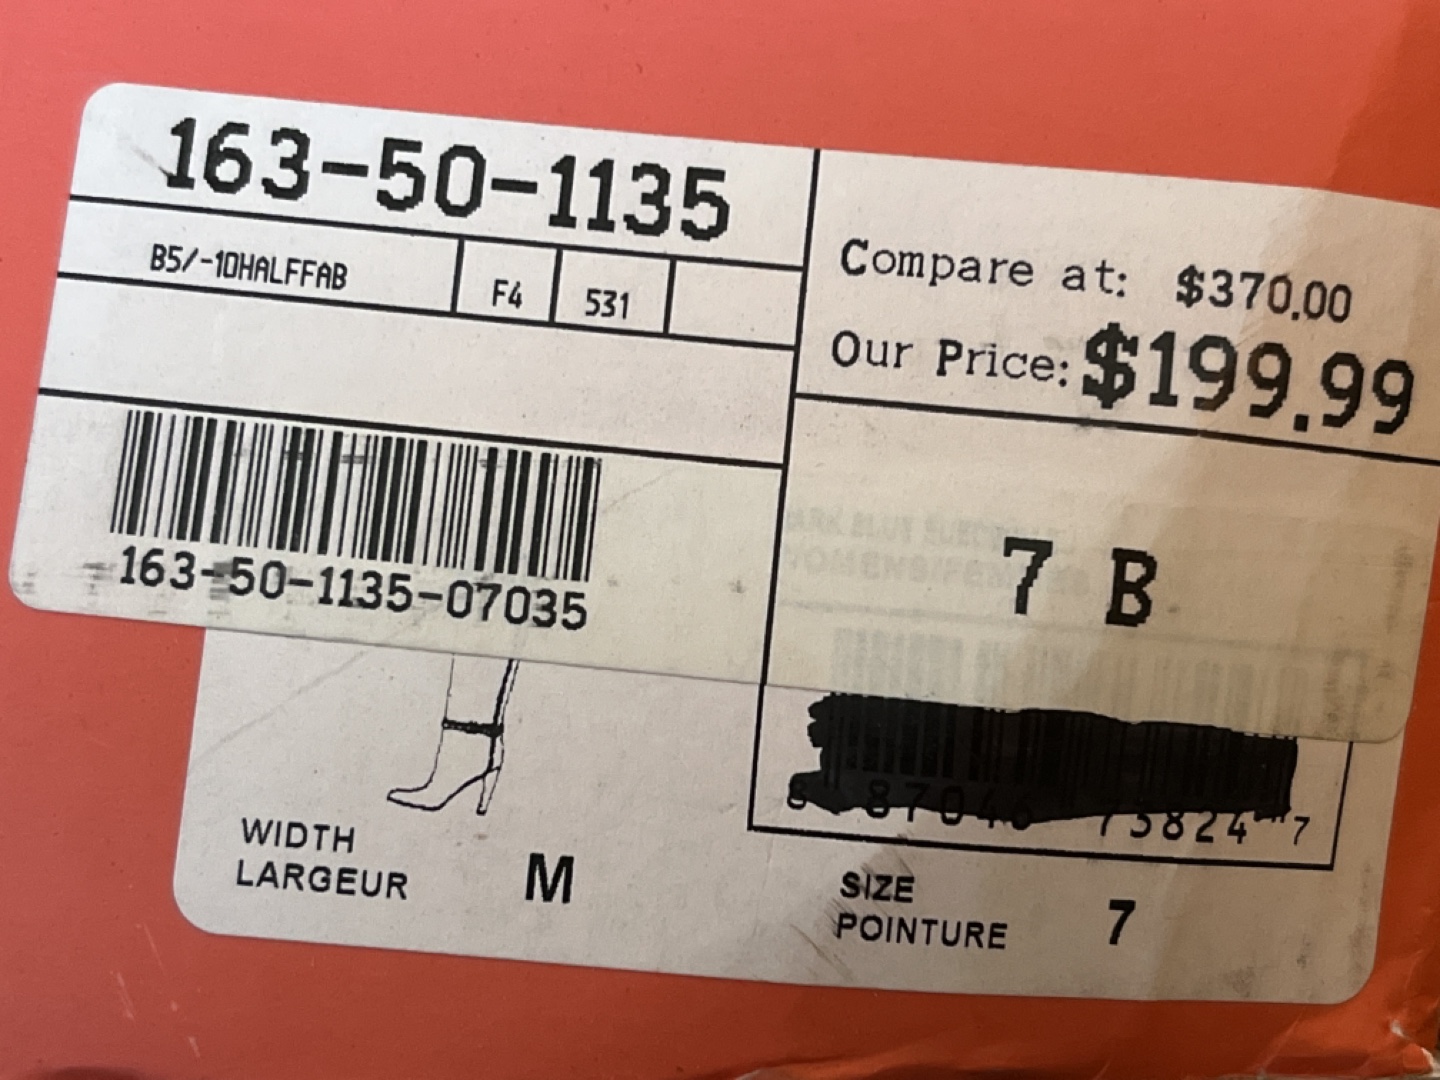 163-50-1135
B5/-10HALFFAB F4 531
163-50-1135-07035
Compare at: $370.00
Our Price: $199.99
7 B
WIDTH
LARGEUR
M
7
SIZE
POINTURE
7